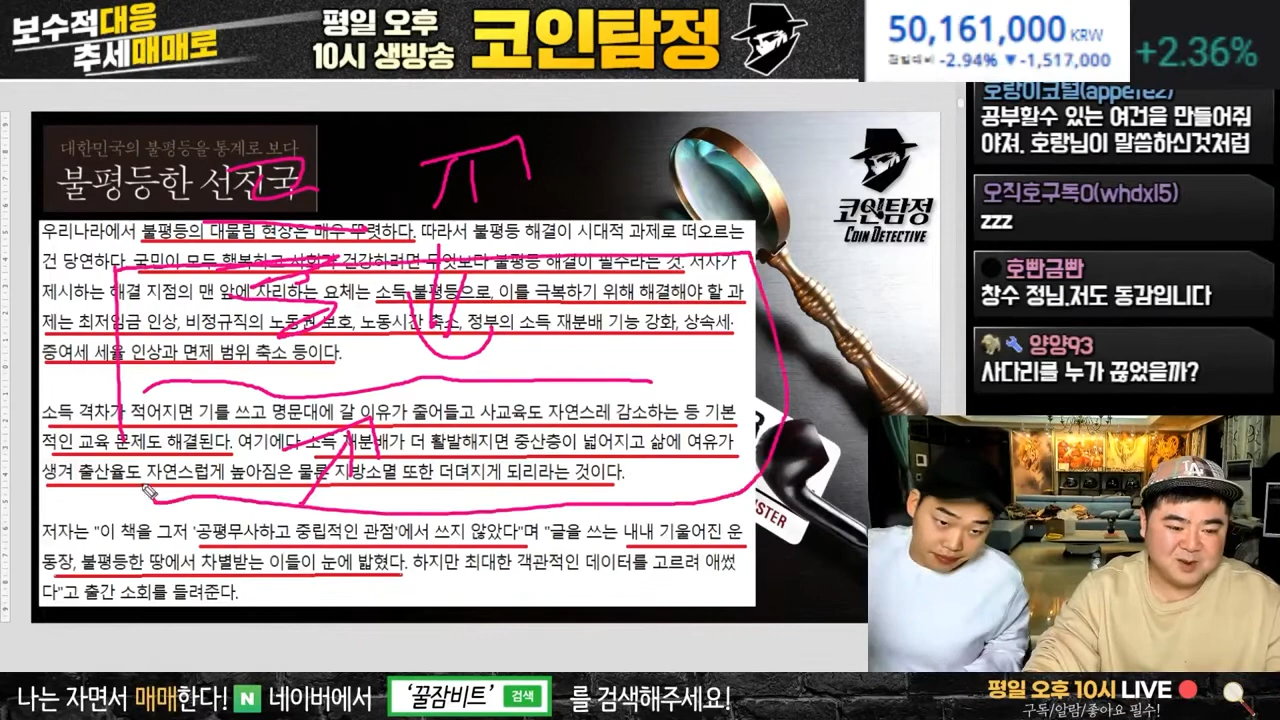 보수적대응
추세매매로
평일 오후
10시 생방송
코인탐정
50,161,000 KRW
전일대비 -2.94% ▼-1,517,000
+2.36%
대한민국의 불평등을 통계로 보다
불평등한 선진국
코인탐정
COIN DETECTIVE
우리나라에서 불평등의 대물림 현상은 매우 뚜렷하다. 따라서 불평등 해결이 시대적 과제로 떠오르는
건 당연하다. 국민이 모두 행복하고 사회가 건강하려면 무엇보다 불평등 해결이 필수라는 것. 저자가
제시하는 해결 지점의 맨 앞에 자리하는 요체는 소득 불평등으로, 이를 극복하기 위해 해결해야 할 과
제는 최저임금 인상, 비정규직의 노동권 보호, 노동시간 축소, 정부의 소득 재분배 기능 강화, 상속세·
증여세 세율 인상과 면제 범위 축소 등이다.
소득 격차가 적어지면 기를 쓰고 명문대에 갈 이유가 줄어들고 사교육도 자연스레 감소하는 등 기본
적인 교육 문제도 해결된다. 여기에다 소득 재분배가 더 활발해지면 중산층이 넓어지고 삶에 여유가
생겨 출산율도 자연스럽게 높아짐은 물론 지방소멸 또한 더뎌지게 되리라는 것이다.
저자는 "이 책을 그저 '공평무사하고 중립적인 관점'에서 쓰지 않았다"며 "글을 쓰는 내내 기울어진 운
동장, 불평등한 땅에서 차별받는 이들이 눈에 밟혔다. 하지만 최대한 객관적인 데이터를 고르려 애썼
다"고 출간 소회를 들려준다.
호랑이코털(appete2)
공부할수 있는 여건을 만들어줘
야져. 호랑님이 말씀하신것처럼
오직호구독0(whdxl5)
zzz
호빤금빤
창수 정님,저도 동감입니다
양양93
사다리를 누가 끊었을까?
LA
나는 자면서 매매한다! N 네이버에서 '꿀잠비트' 검색 를 검색해주세요!
평일 오후 10시 LIVE
구독/알람/좋아요 필수!